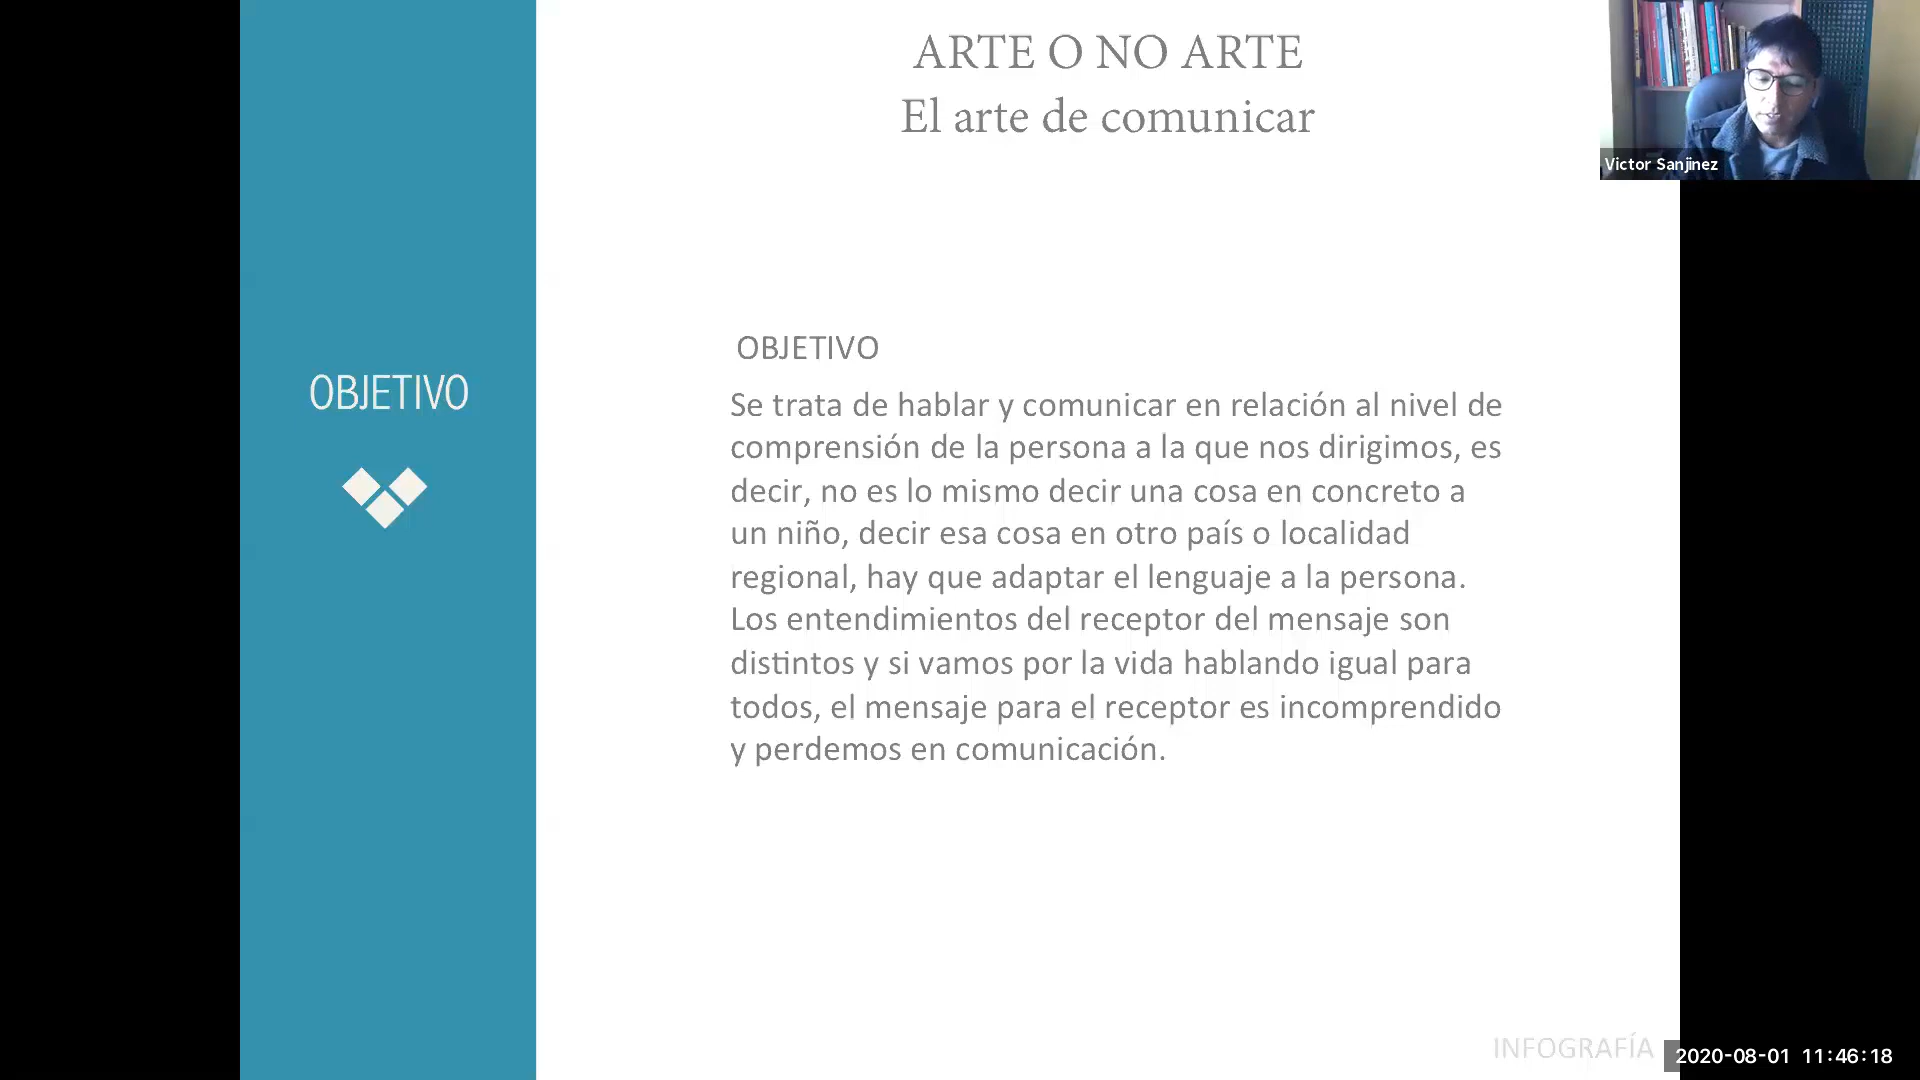 ARTE O NO ARTE
El arte de comunicar
Victor Sanjinez
OBJETIVO
OBJETIVO
Se trata de hablar y comunicar en relación al nivel de
comprensión de la persona a la que nos dirigimos, es
decir, no es lo mismo decir una cosa en concreto a
un niño, decir esa cosa en otro país o localidad
regional, hay que adaptar el lenguaje a la persona.
Los entendimientos del receptor del mensaje son
distintos y si vamos por la vida hablando igual para
todos, el mensaje para el receptor es incomprendido
y perdemos en comunicación.
INFOGRAFÍA
2020-08-01 11:46:18